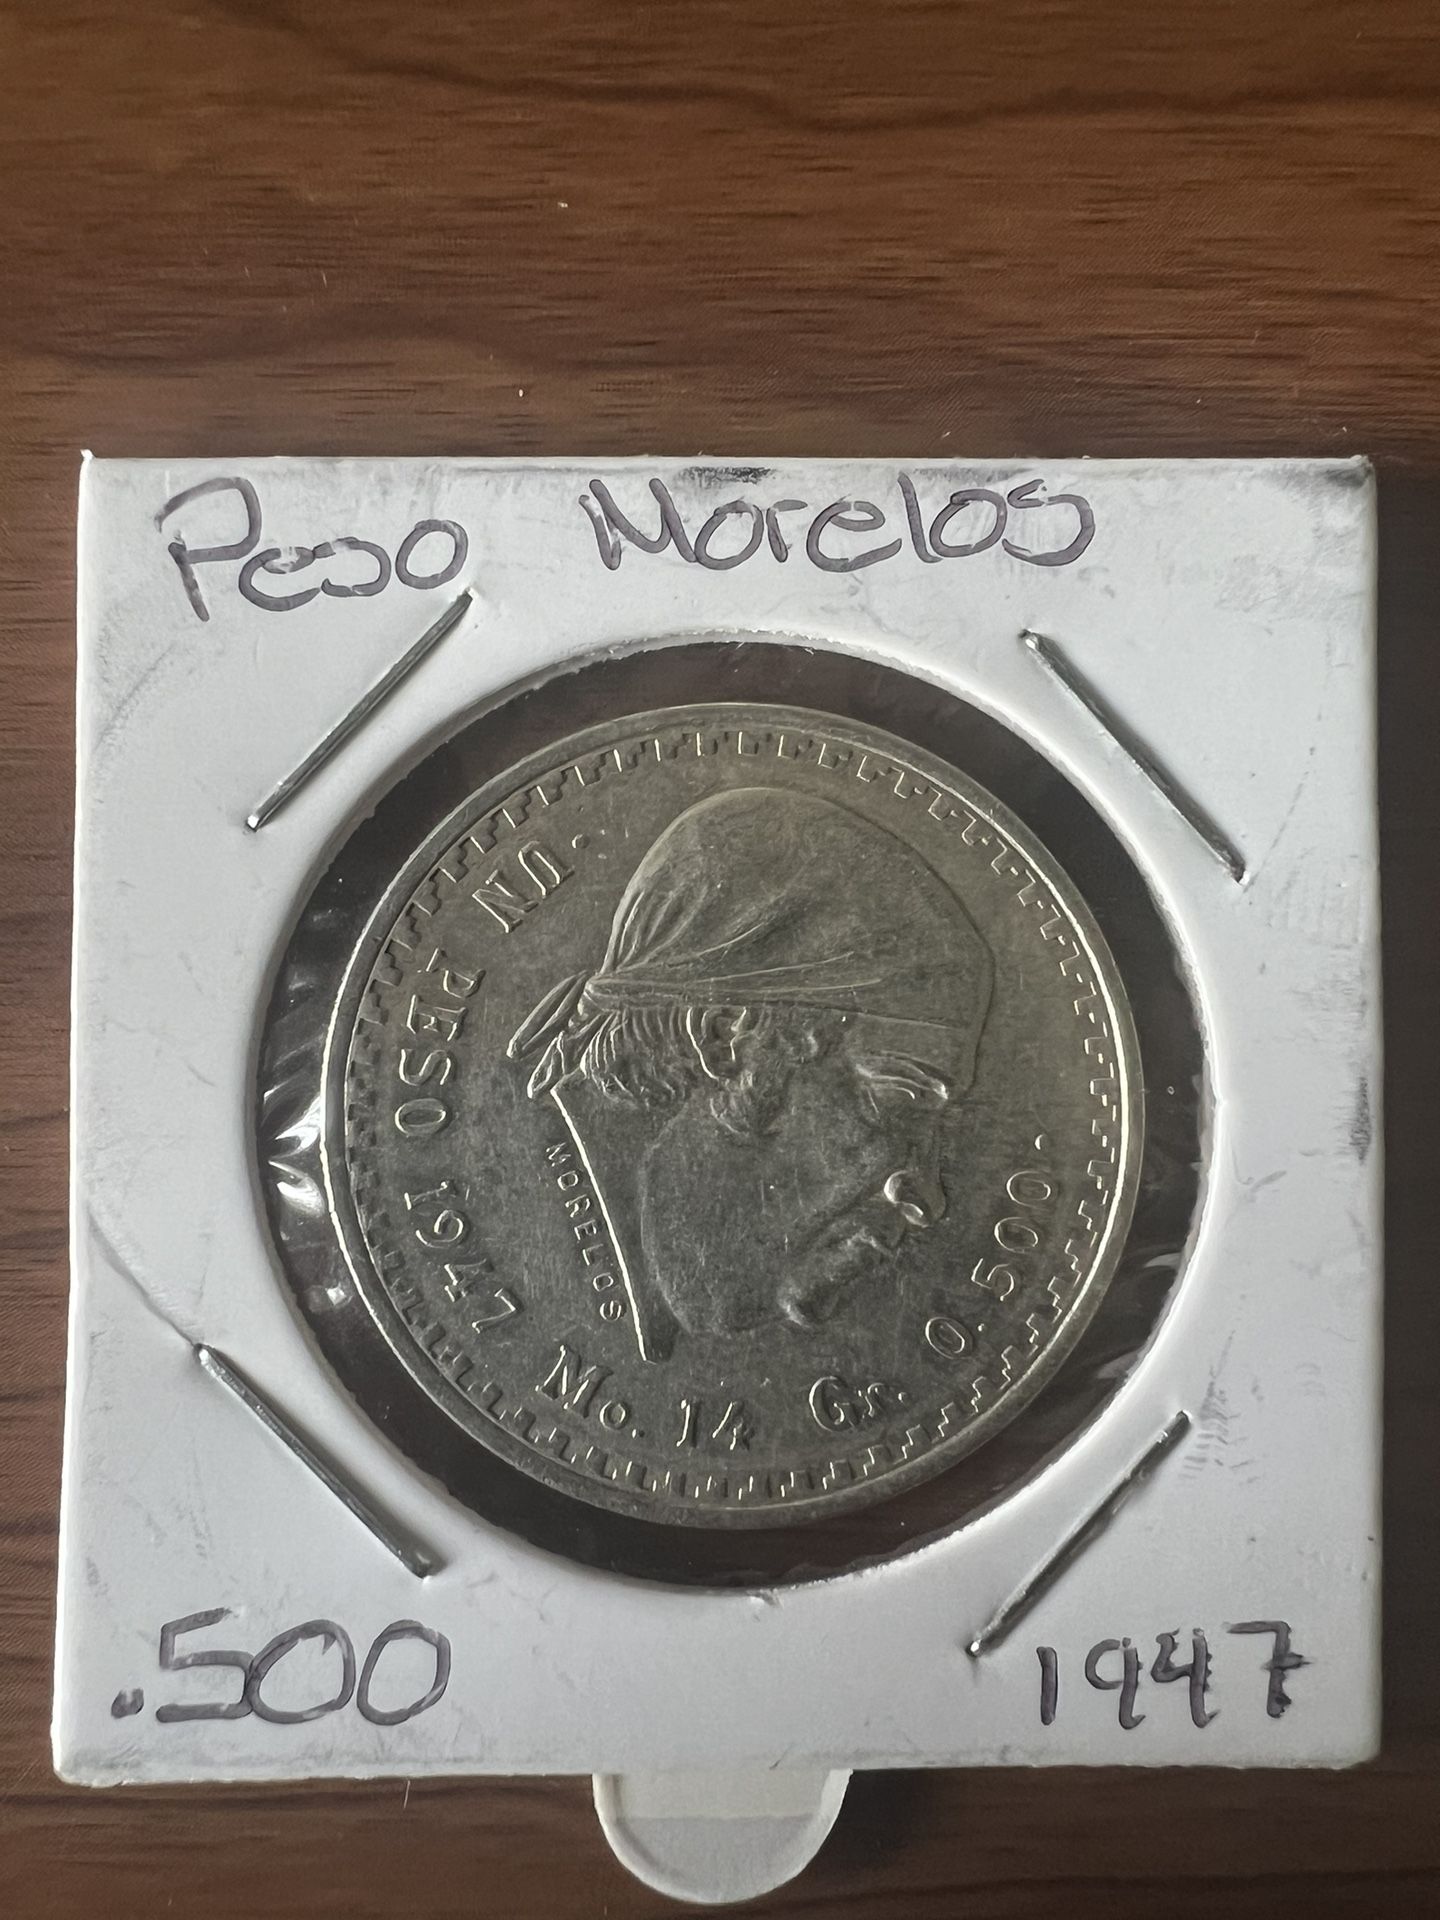 Peso Morelos
· UN PESO 1947 Mo. 14 Gr. 0.500 ·
MORELOS
.500 1947